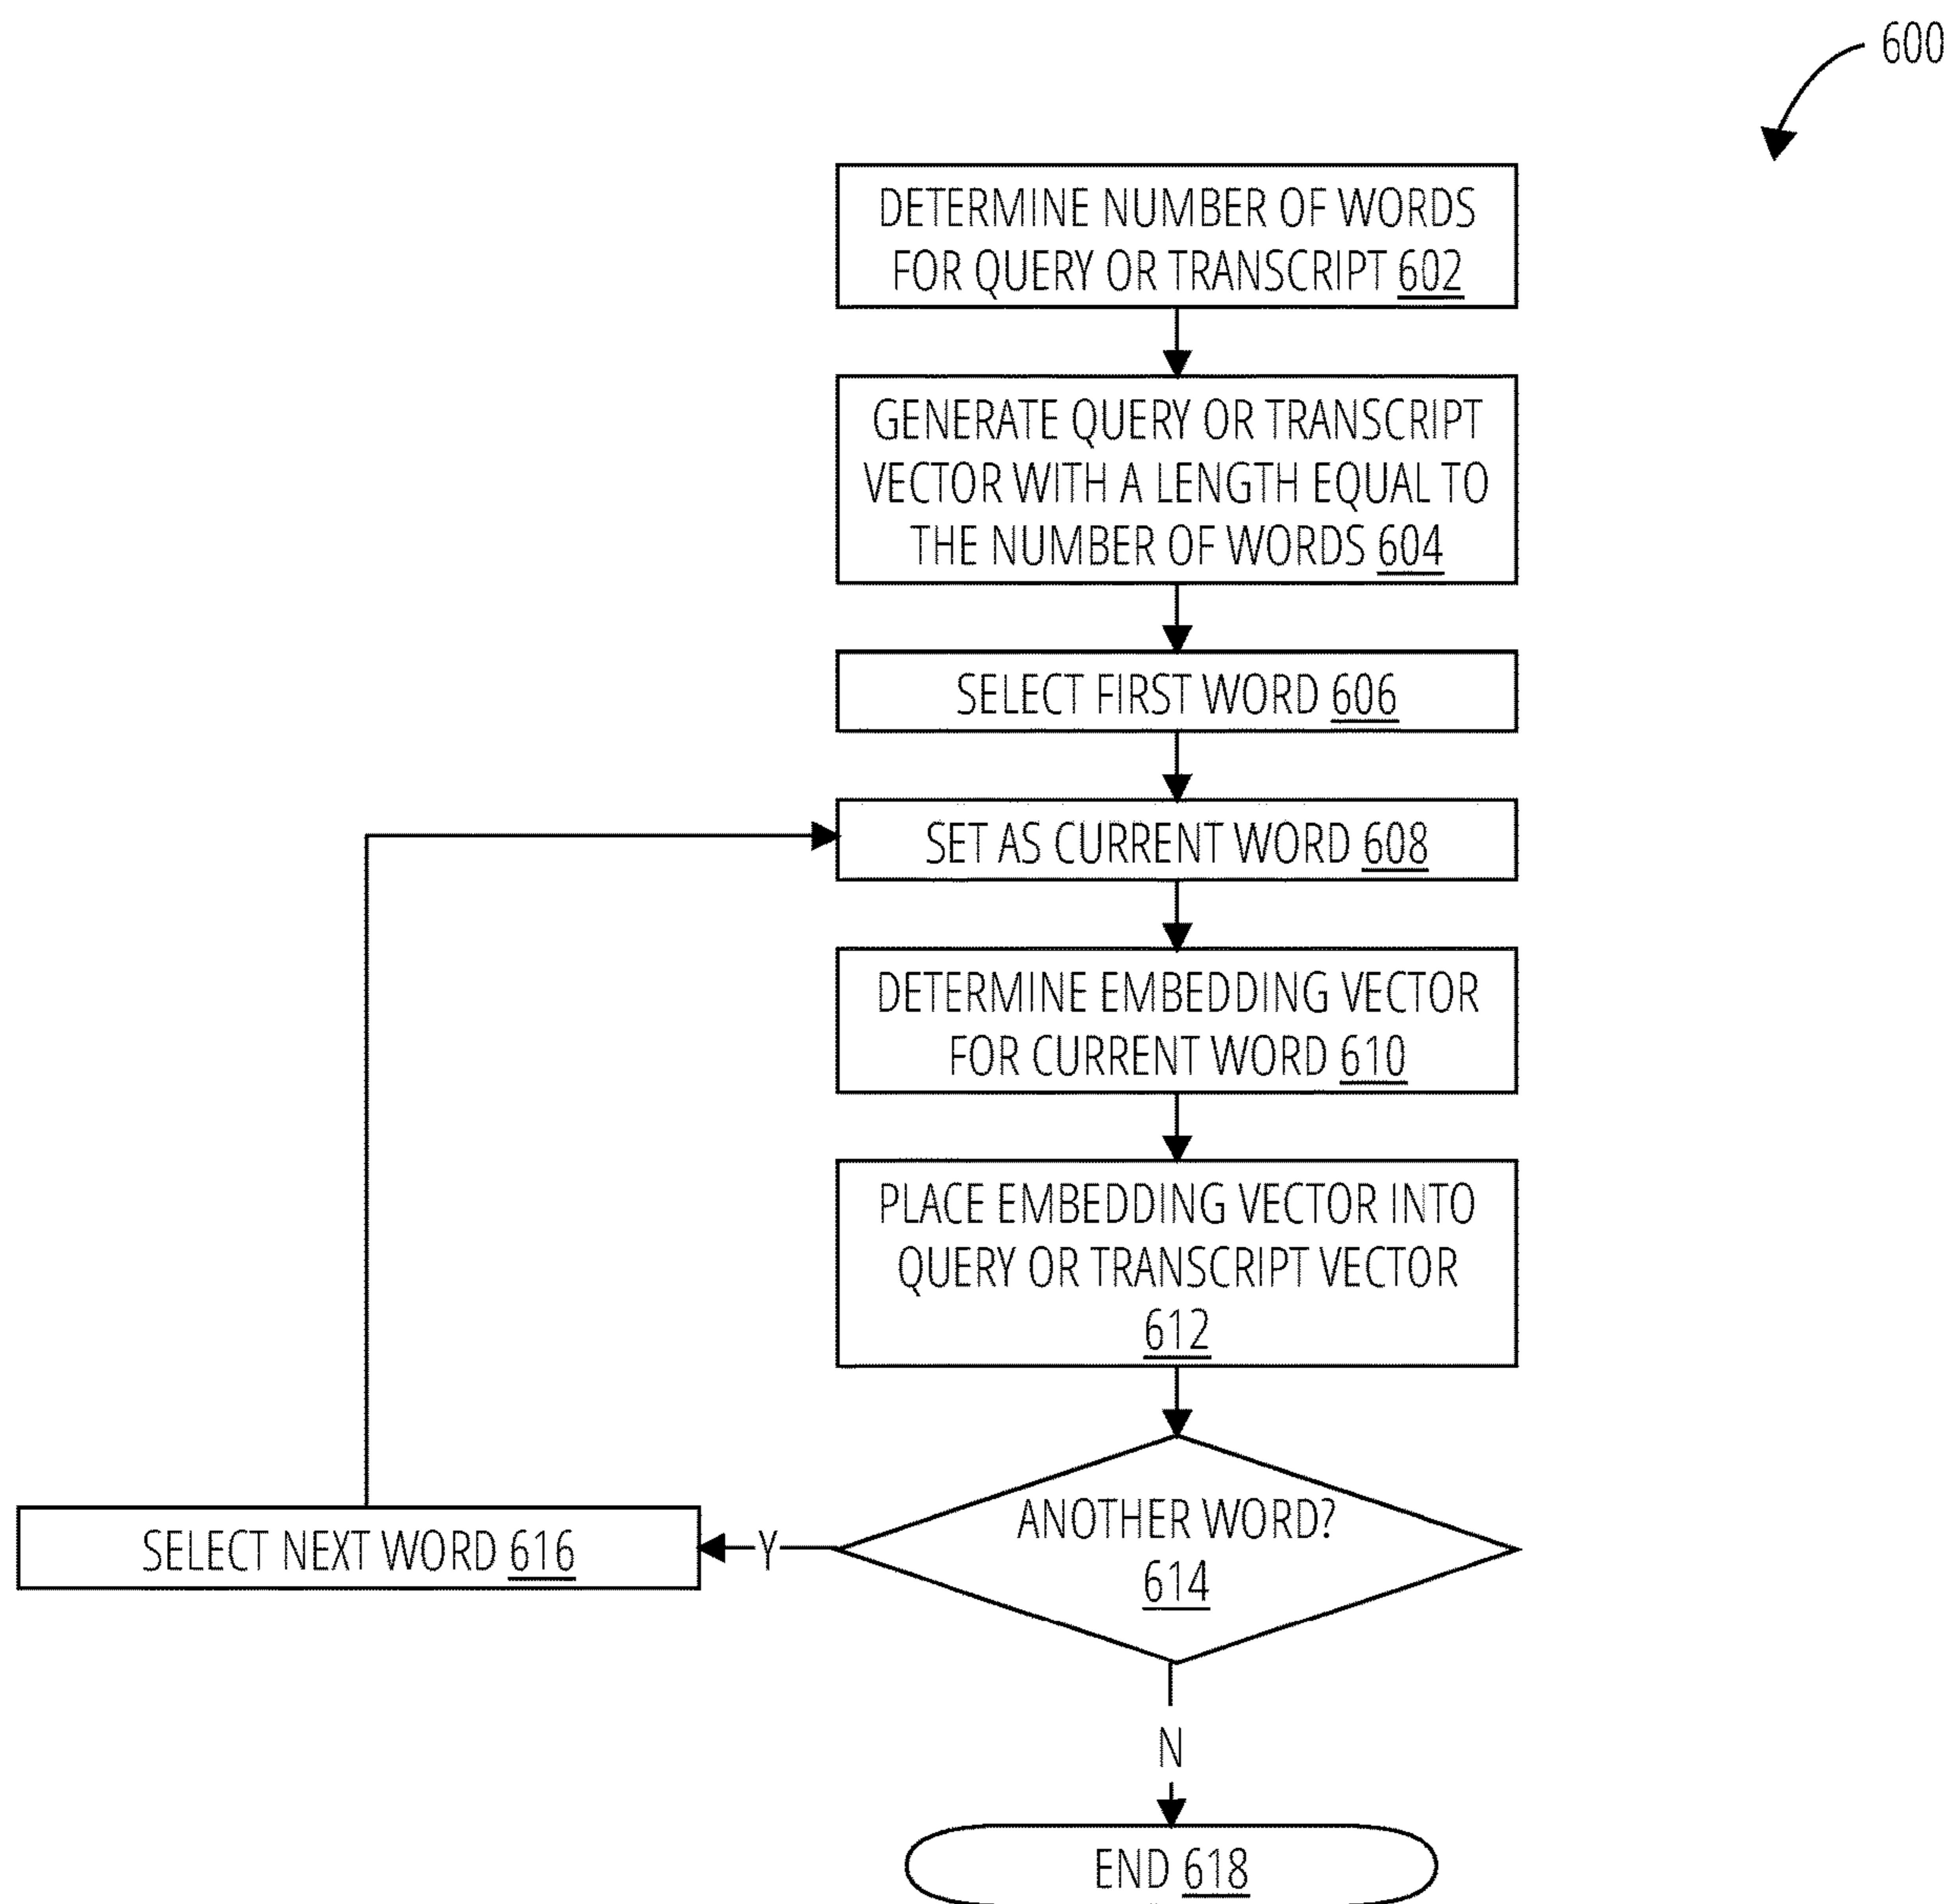 600
DETERMINE NUMBER OF WORDS
FOR QUERY OR TRANSCRIPT 602
GENERATE QUERY OR TRANSCRIPT
VECTOR WITH A LENGTH EQUAL TO
THE NUMBER OF WORDS 604
SELECT FIRST WORD 606
SET AS CURRENT WORD 608
DETERMINE EMBEDDING VECTOR
FOR CURRENT WORD 610
PLACE EMBEDDING VECTOR INTO
QUERY OR TRANSCRIPT VECTOR
612
ANOTHER WORD?
614
Y
SELECT NEXT WORD 616
N
END 618